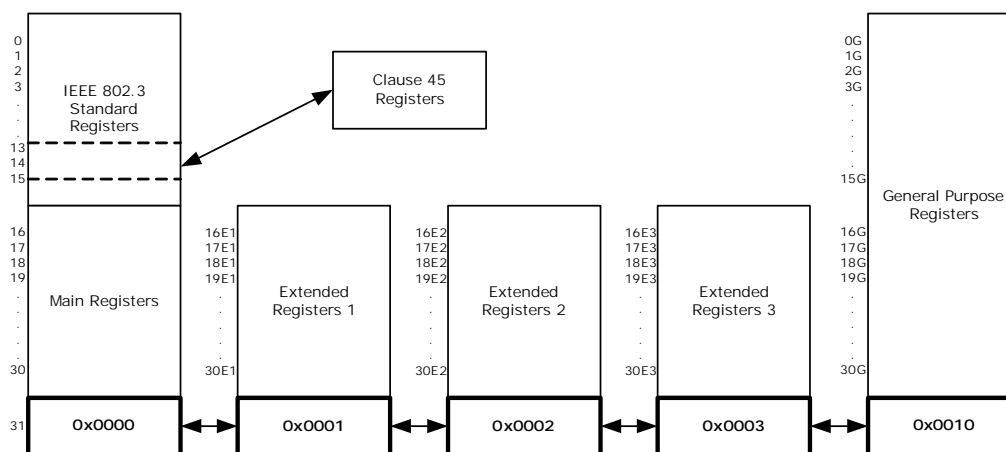 0
1
2
3
.
.
.
13
14
15
IEEE 802.3
Standard
Registers
Clause 45
Registers
0G
1G
2G
3G
.
.
.
.
.
15G
16G
17G
18G
19G
.
.
.
.
.
30G
General Purpose
Registers
16
17
18
19
.
.
.
.
.
30
Main Registers
16E1
17E1
18E1
19E1
.
.
.
.
.
30E1
Extended
Registers 1
16E2
17E2
18E2
19E2
.
.
.
.
.
30E2
Extended
Registers 2
16E3
17E3
18E3
19E3
.
.
.
.
.
30E3
Extended
Registers 3
31
0x0000
0x0001
0x0002
0x0003
0x0010